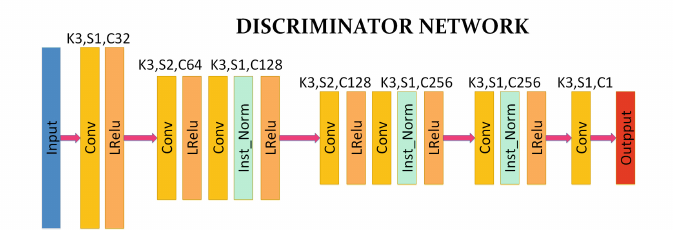 DISCRIMINATOR NETWORK
K3,S1,C32
K3,S2,C64
K3,S1,C128
K3,S2,C128
K3,S1,C256
K3,S1,C256
K3,S1,C1
Input
Conv
LRelu
Conv
LRelu
Conv
Inst_Norm
LRelu
Conv
LRelu
Conv
Inst_Norm
LRelu
Conv
Inst_Norm
LRelu
Conv
Outpput